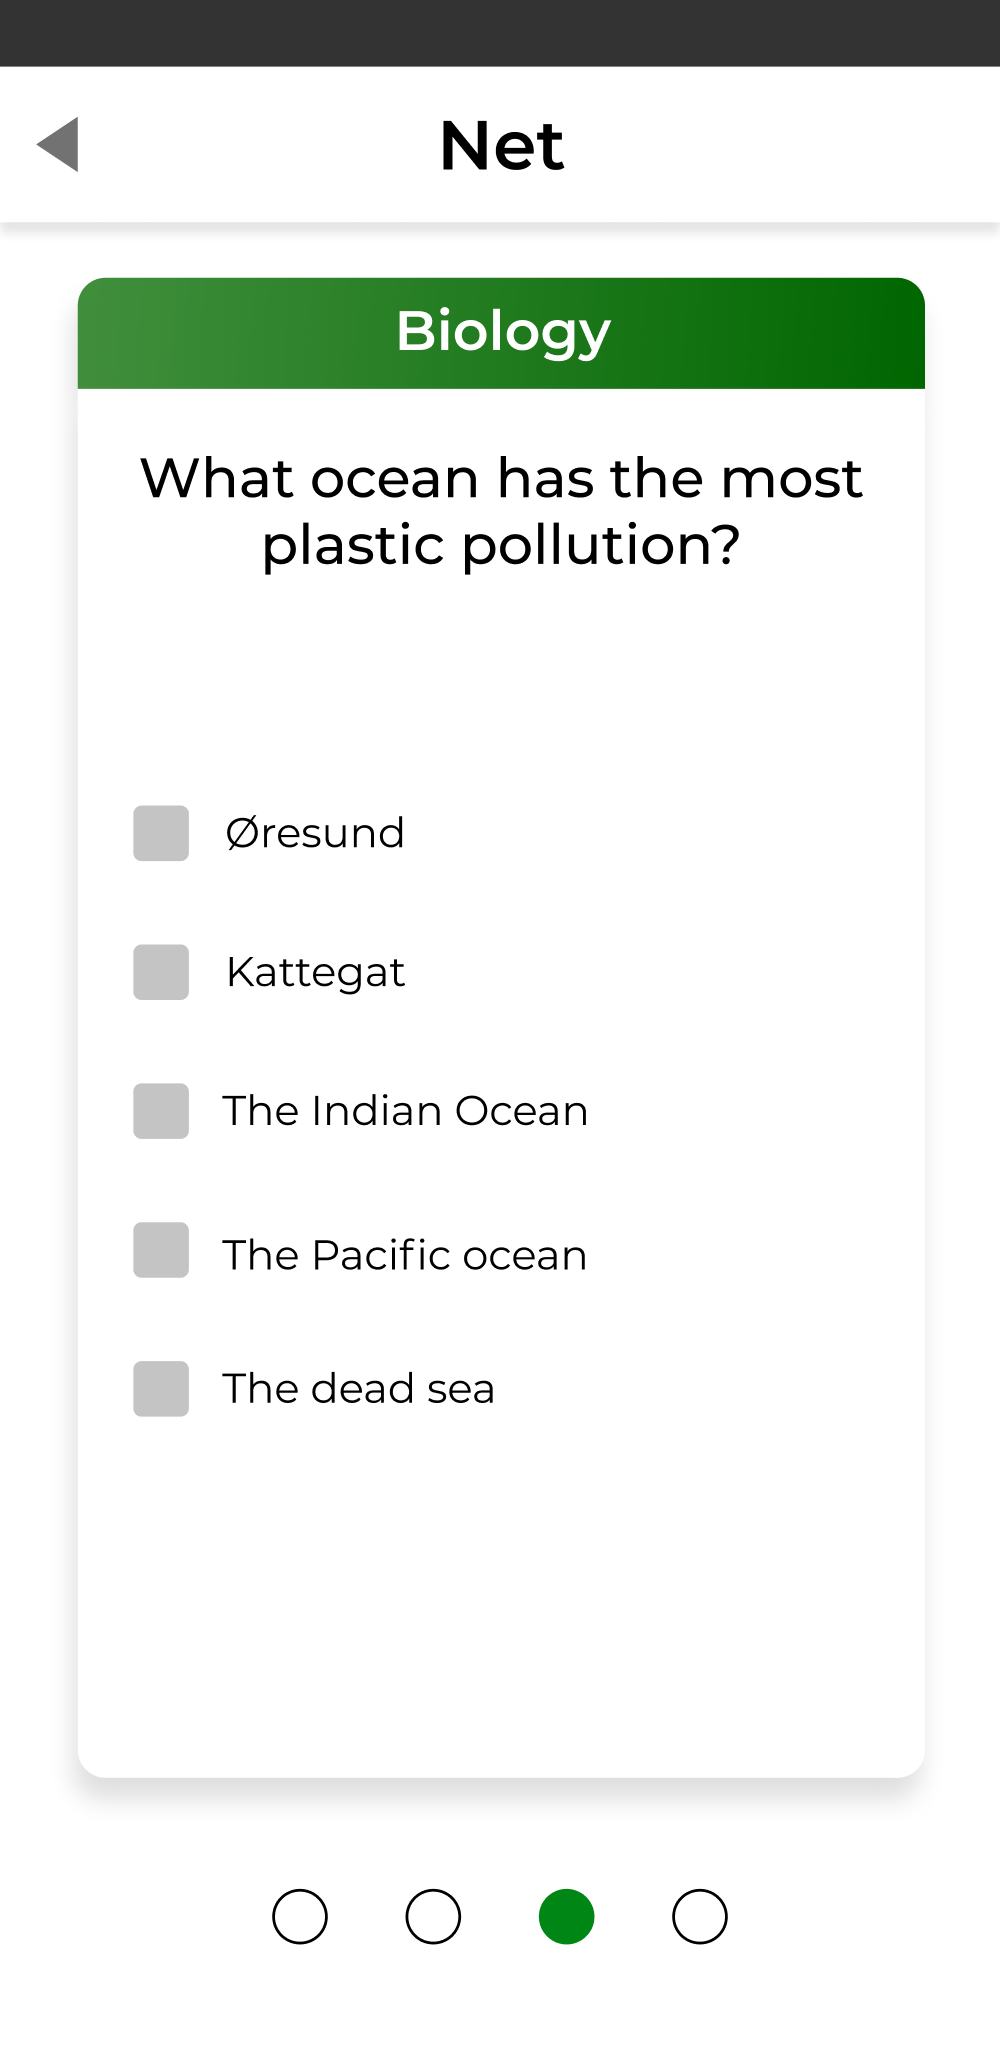 Net
Biology
What ocean has the most
plastic pollution?
Øresund
Kattegat
The Indian Ocean
The Pacific ocean
The dead sea